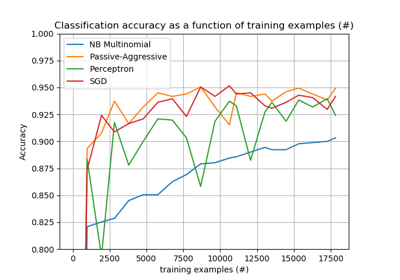 Classification accuracy as a function of training examples (#)
1.000
0.975
0.950
0.925
0.900
0.875
0.850
0.825
0.800
Accuracy
NB Multinomial
Passive-Aggressive
Perceptron
SGD
0 2500 5000 7500 10000 12500 15000 17500
training examples (#)